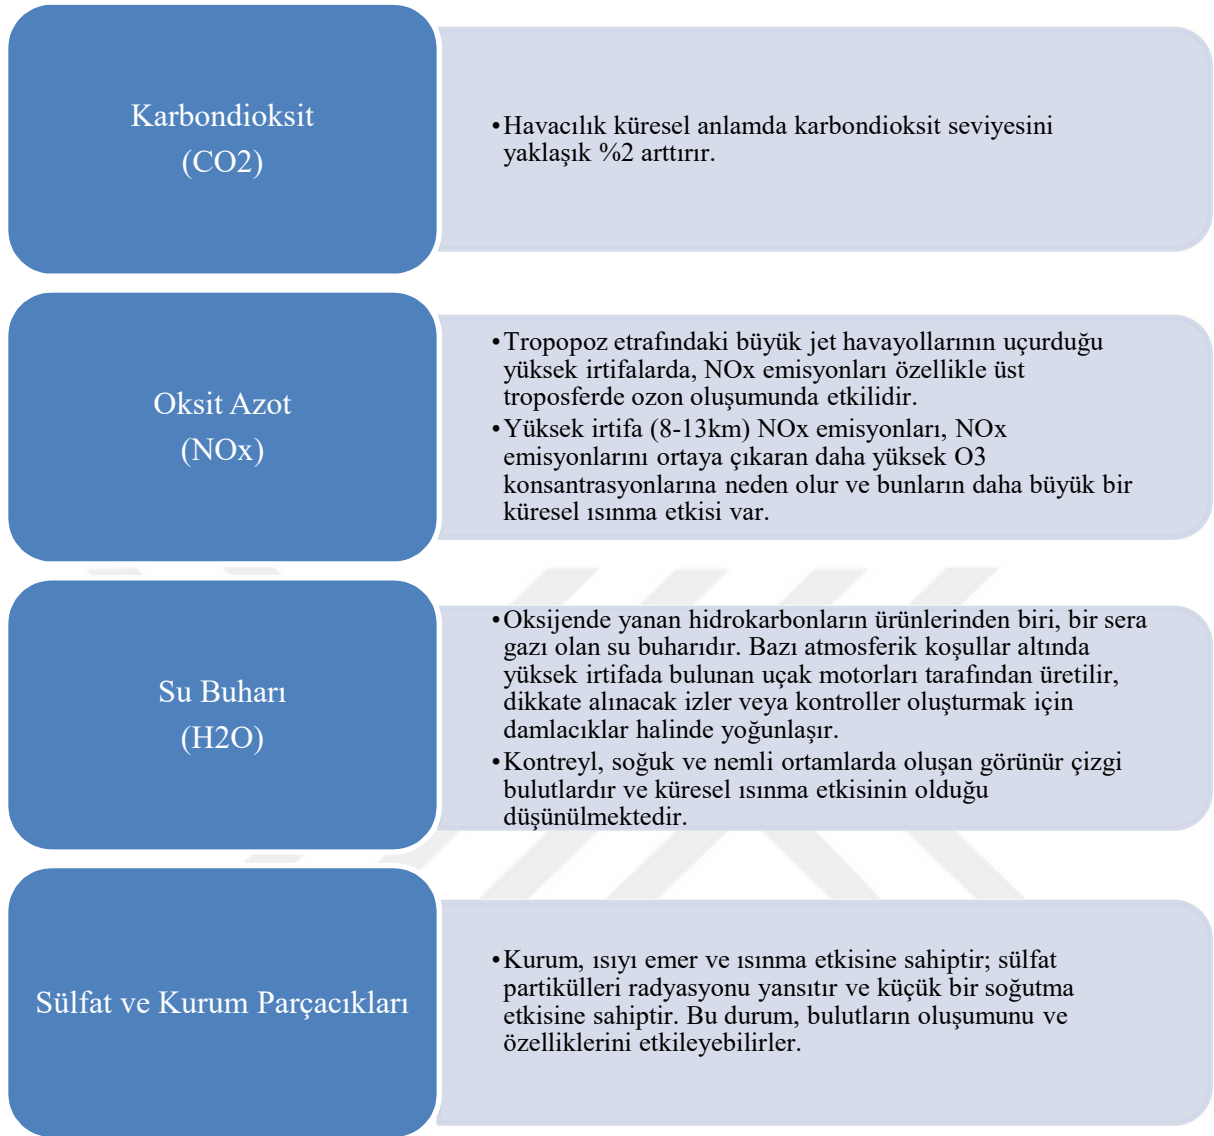 Karbondioksit
(CO2)
•Havacılık küresel anlamda karbondioksit seviyesini
yaklaşık %2 arttırır.
Oksit Azot
(NOx)
•Tropopoz etrafındaki büyük jet havayollarının uçurduğu
yüksek irtifalarda, NOx emisyonları özellikle üst
troposferde ozon oluşumunda etkilidir.
•Yüksek irtifa (8-13km) NOx emisyonları, NOx
emisyonlarını ortaya çıkaran daha yüksek O3
konsantrasyonlarına neden olur ve bunların daha büyük bir
küresel ısınma etkisi var.
Su Buharı
(H2O)
•Oksijende yanan hidrokarbonların ürünlerinden biri, bir sera
gazı olan su buharıdır. Bazı atmosferik koşullar altında
yüksek irtifada bulunan uçak motorları tarafından üretilir,
dikkate alınacak izler veya kontroller oluşturmak için
damlacıklar halinde yoğunlaşır.
•Kontreyl, soğuk ve nemli ortamlarda oluşan görünür çizgi
bulutlardır ve küresel ısınma etkisinin olduğu
düşünülmektedir.
Sülfat ve Kurum Parçacıkları
•Kurum, ısıyı emer ve ısınma etkisine sahiptir; sülfat
partikülleri radyasyonu yansıtır ve küçük bir soğutma
etkisine sahiptir. Bu durum, bulutların oluşumunu ve
özelliklerini etkileyebilirler.